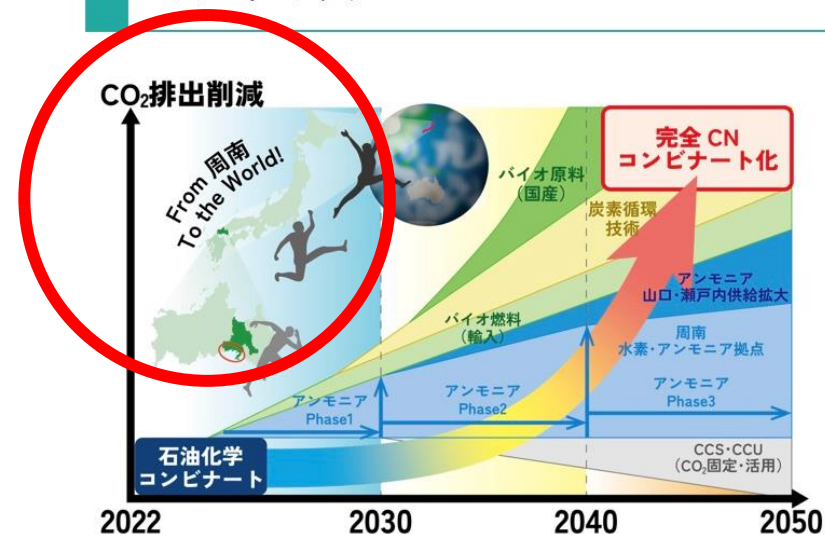 CO₂排出削減
From 周南
To the World!
完全 CN
コンビナート化
バイオ原料
(国産)
炭素循環
技術
アンモニア
山口・瀬戸内供給拡大
バイオ燃料
(輸入)
周南
水素・アンモニア拠点
アンモニア
Phase1
アンモニア
Phase2
アンモニア
Phase3
石油化学
コンビナート
CCS・CCU
(CO₂固定・活用)
2022
2030
2040
2050